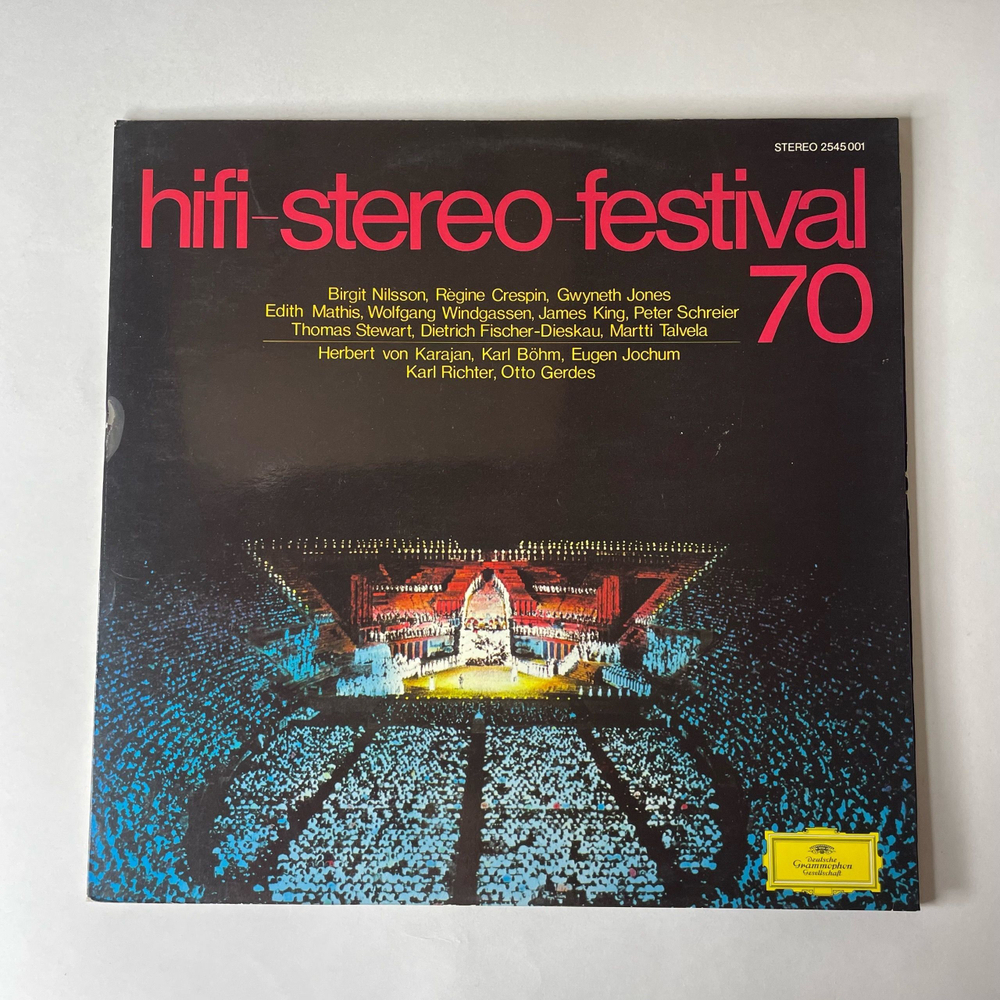 STEREO 2545 001
hifi-stereo-festival
70
Birgit Nilsson, Règine Crespin, Gwyneth Jones
Edith Mathis, Wolfgang Windgassen, James King, Peter Schreier
Thomas Stewart, Dietrich Fischer-Dieskau, Martti Talvela
Herbert von Karajan, Karl Böhm, Eugen Jochum
Karl Richter, Otto Gerdes
Deutsche
Grammophon
Gesellschaft